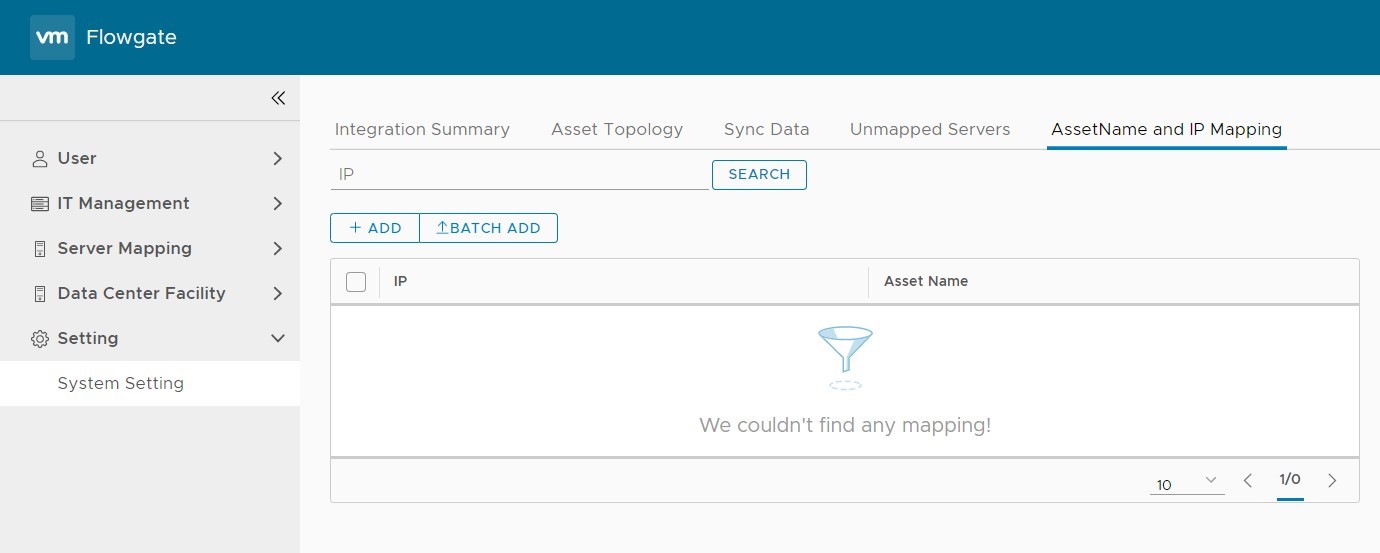 vm Flowgate
Integration Summary Asset Topology Sync Data Unmapped Servers AssetName and IP Mapping
User
IT Management
Server Mapping
Data Center Facility
Setting
System Setting
IP SEARCH
+ ADD BATCH ADD
IP Asset Name
We couldn't find any mapping!
10 1/0